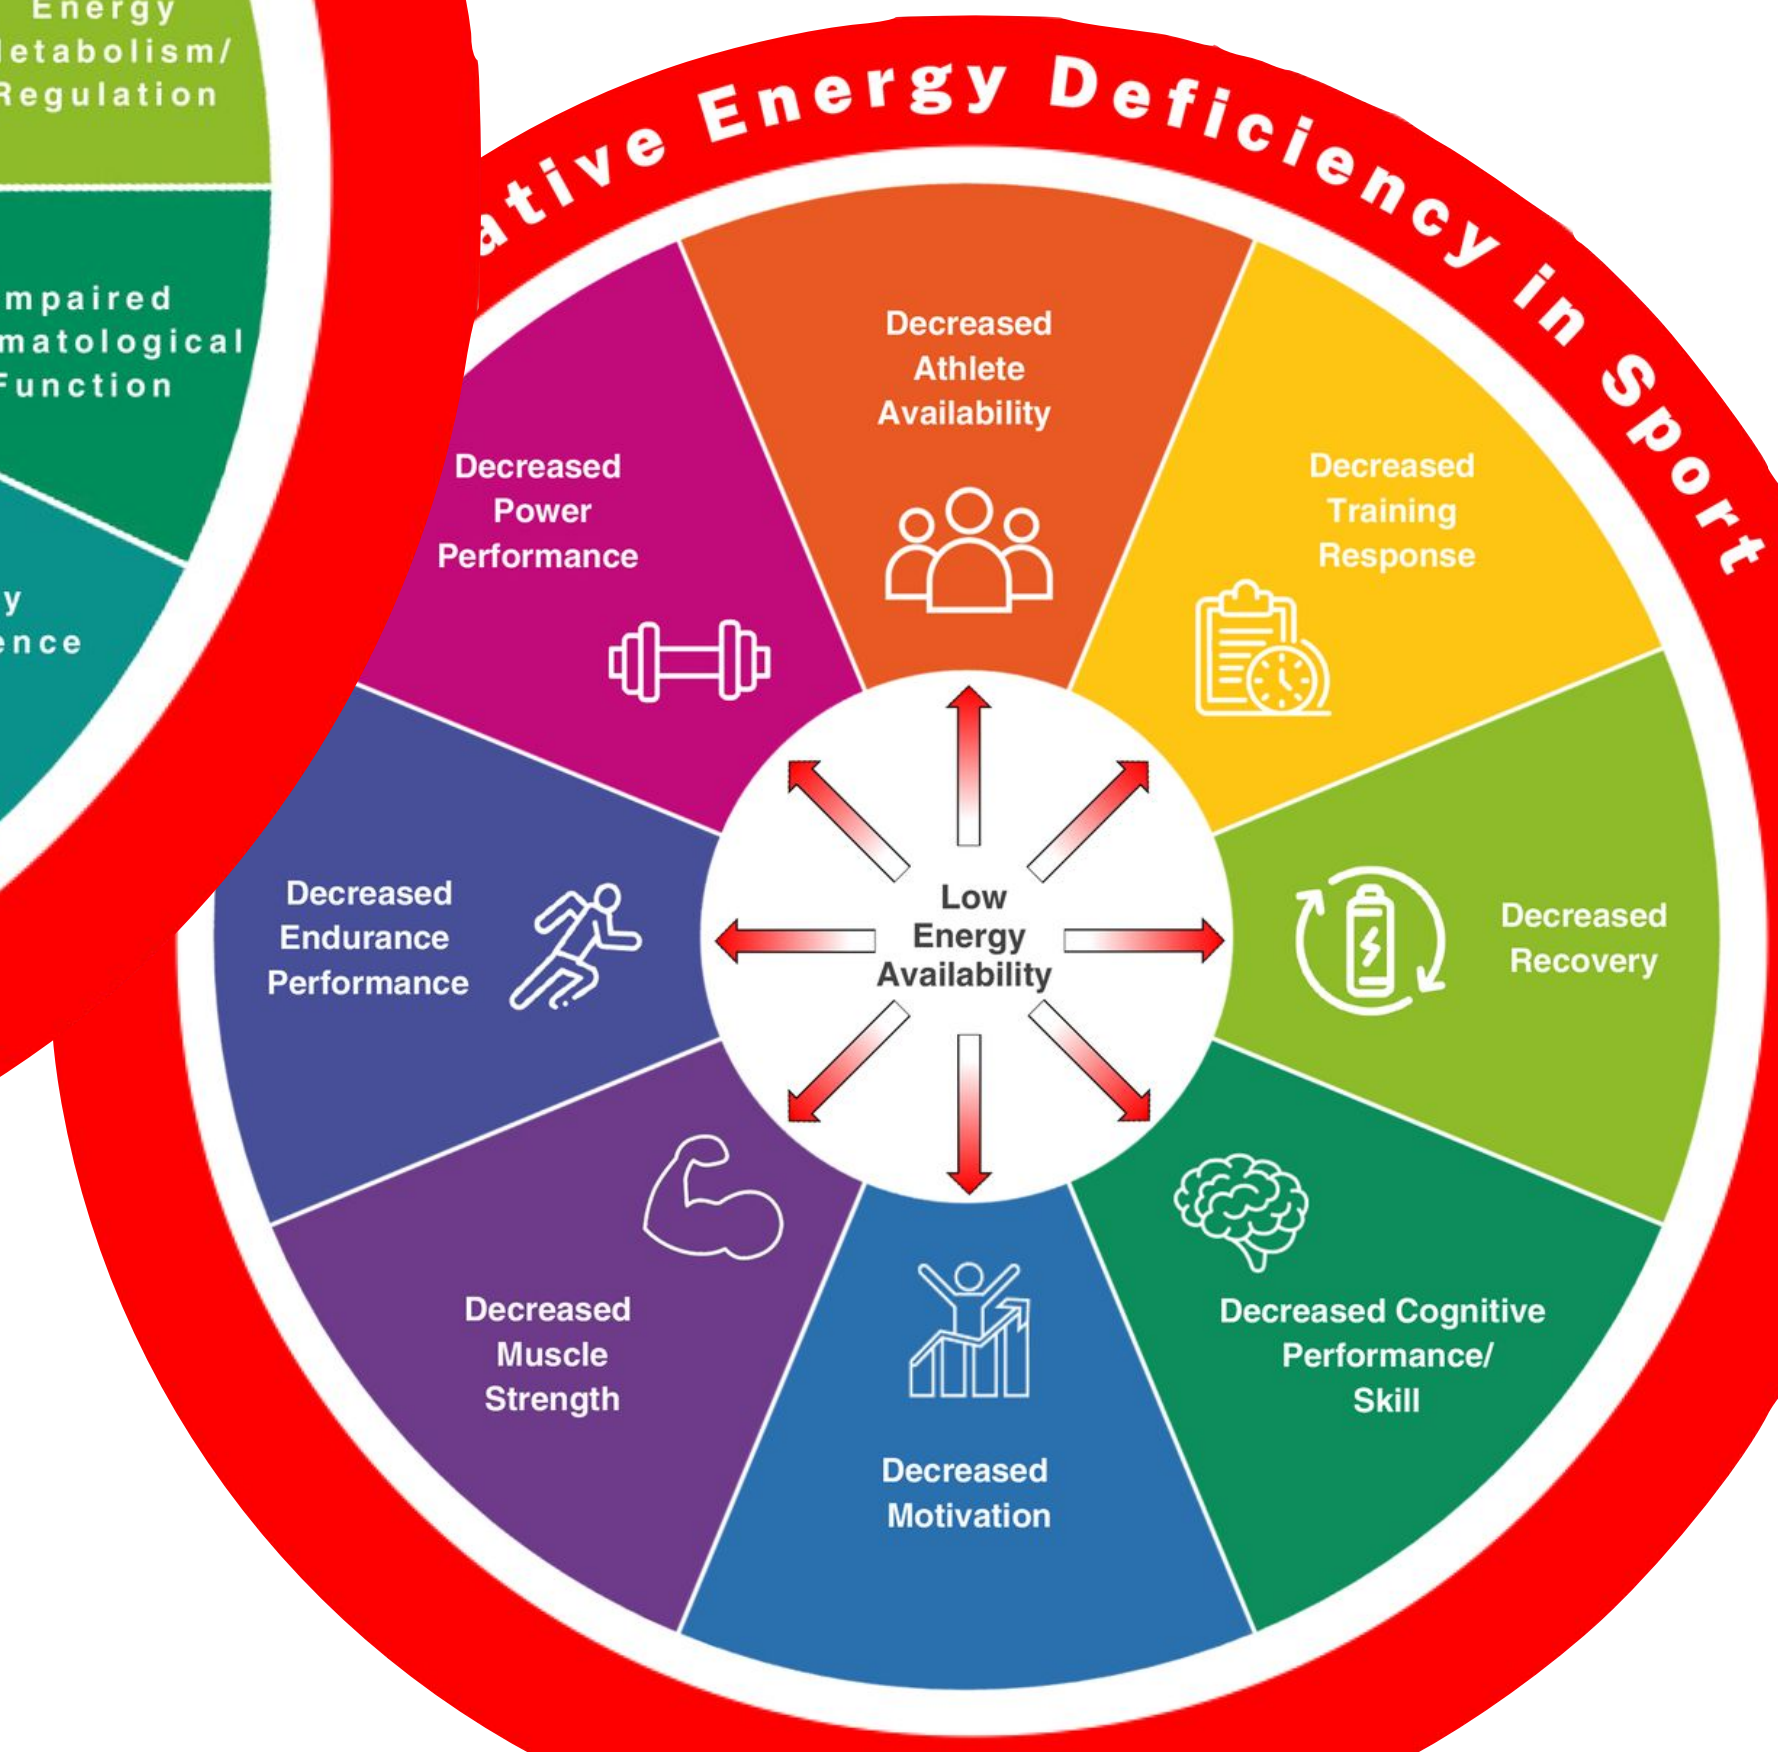 Energy
etabolism/
Regulation
mpaired
matological
Function
y
ence
ative Energy Deficiency in Sport
Decreased
Athlete
Availability
Decreased
Training
Response
Decreased
Recovery
Decreased Cognitive
Performance/
Skill
Decreased
Motivation
Decreased
Muscle
Strength
Decreased
Endurance
Performance
Decreased
Power
Performance
Low
Energy
Availability